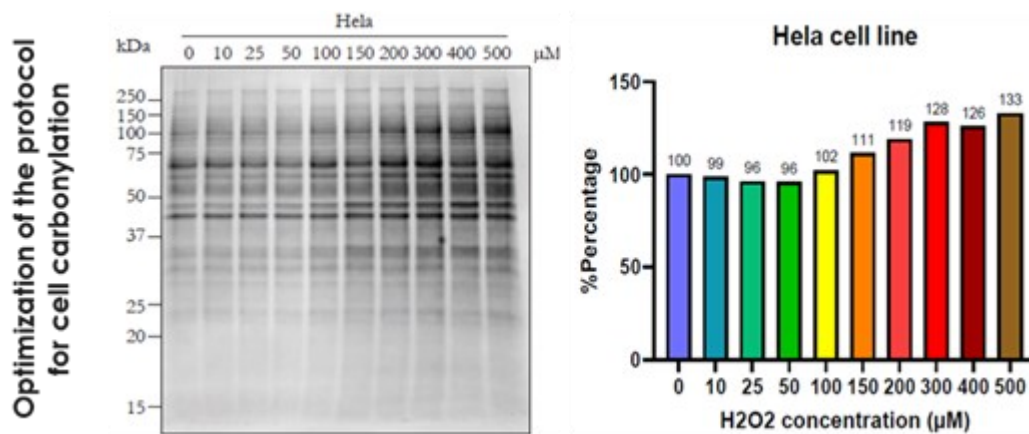 Optimization of the protocol
for cell carbonylation
Hela
kDa
0 10 25 50 100 150 200 300 400 500 μM
250
150
100
75
50
37
25
20
15
Hela cell line
%Percentage
150
100
50
0
100 99 96 96 102 111 119 128 126 133
0 10 25 50 100 150 200 300 400 500
H2O2 concentration (μM)